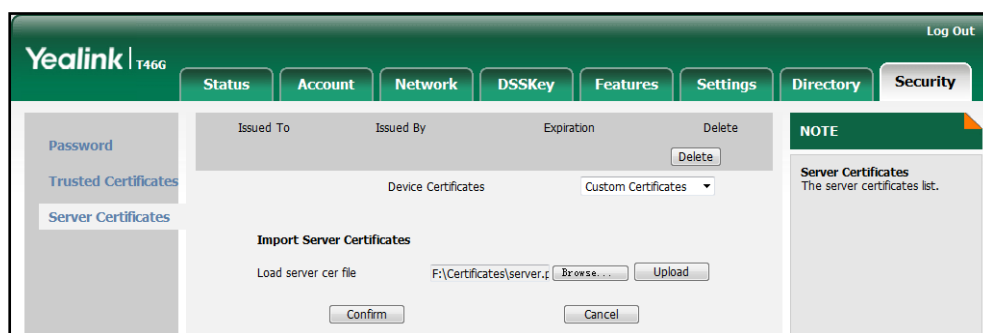 Log Out
Yealink T46G
Status Account Network DSSKey Features Settings Directory Security
Password
Trusted Certificates
Server Certificates
Issued To Issued By Expiration Delete
Delete
Device Certificates Custom Certificates
Import Server Certificates
Load server cer file F:\Certificates\server.p Browse... Upload
Confirm Cancel
NOTE
Server Certificates
The server certificates list.